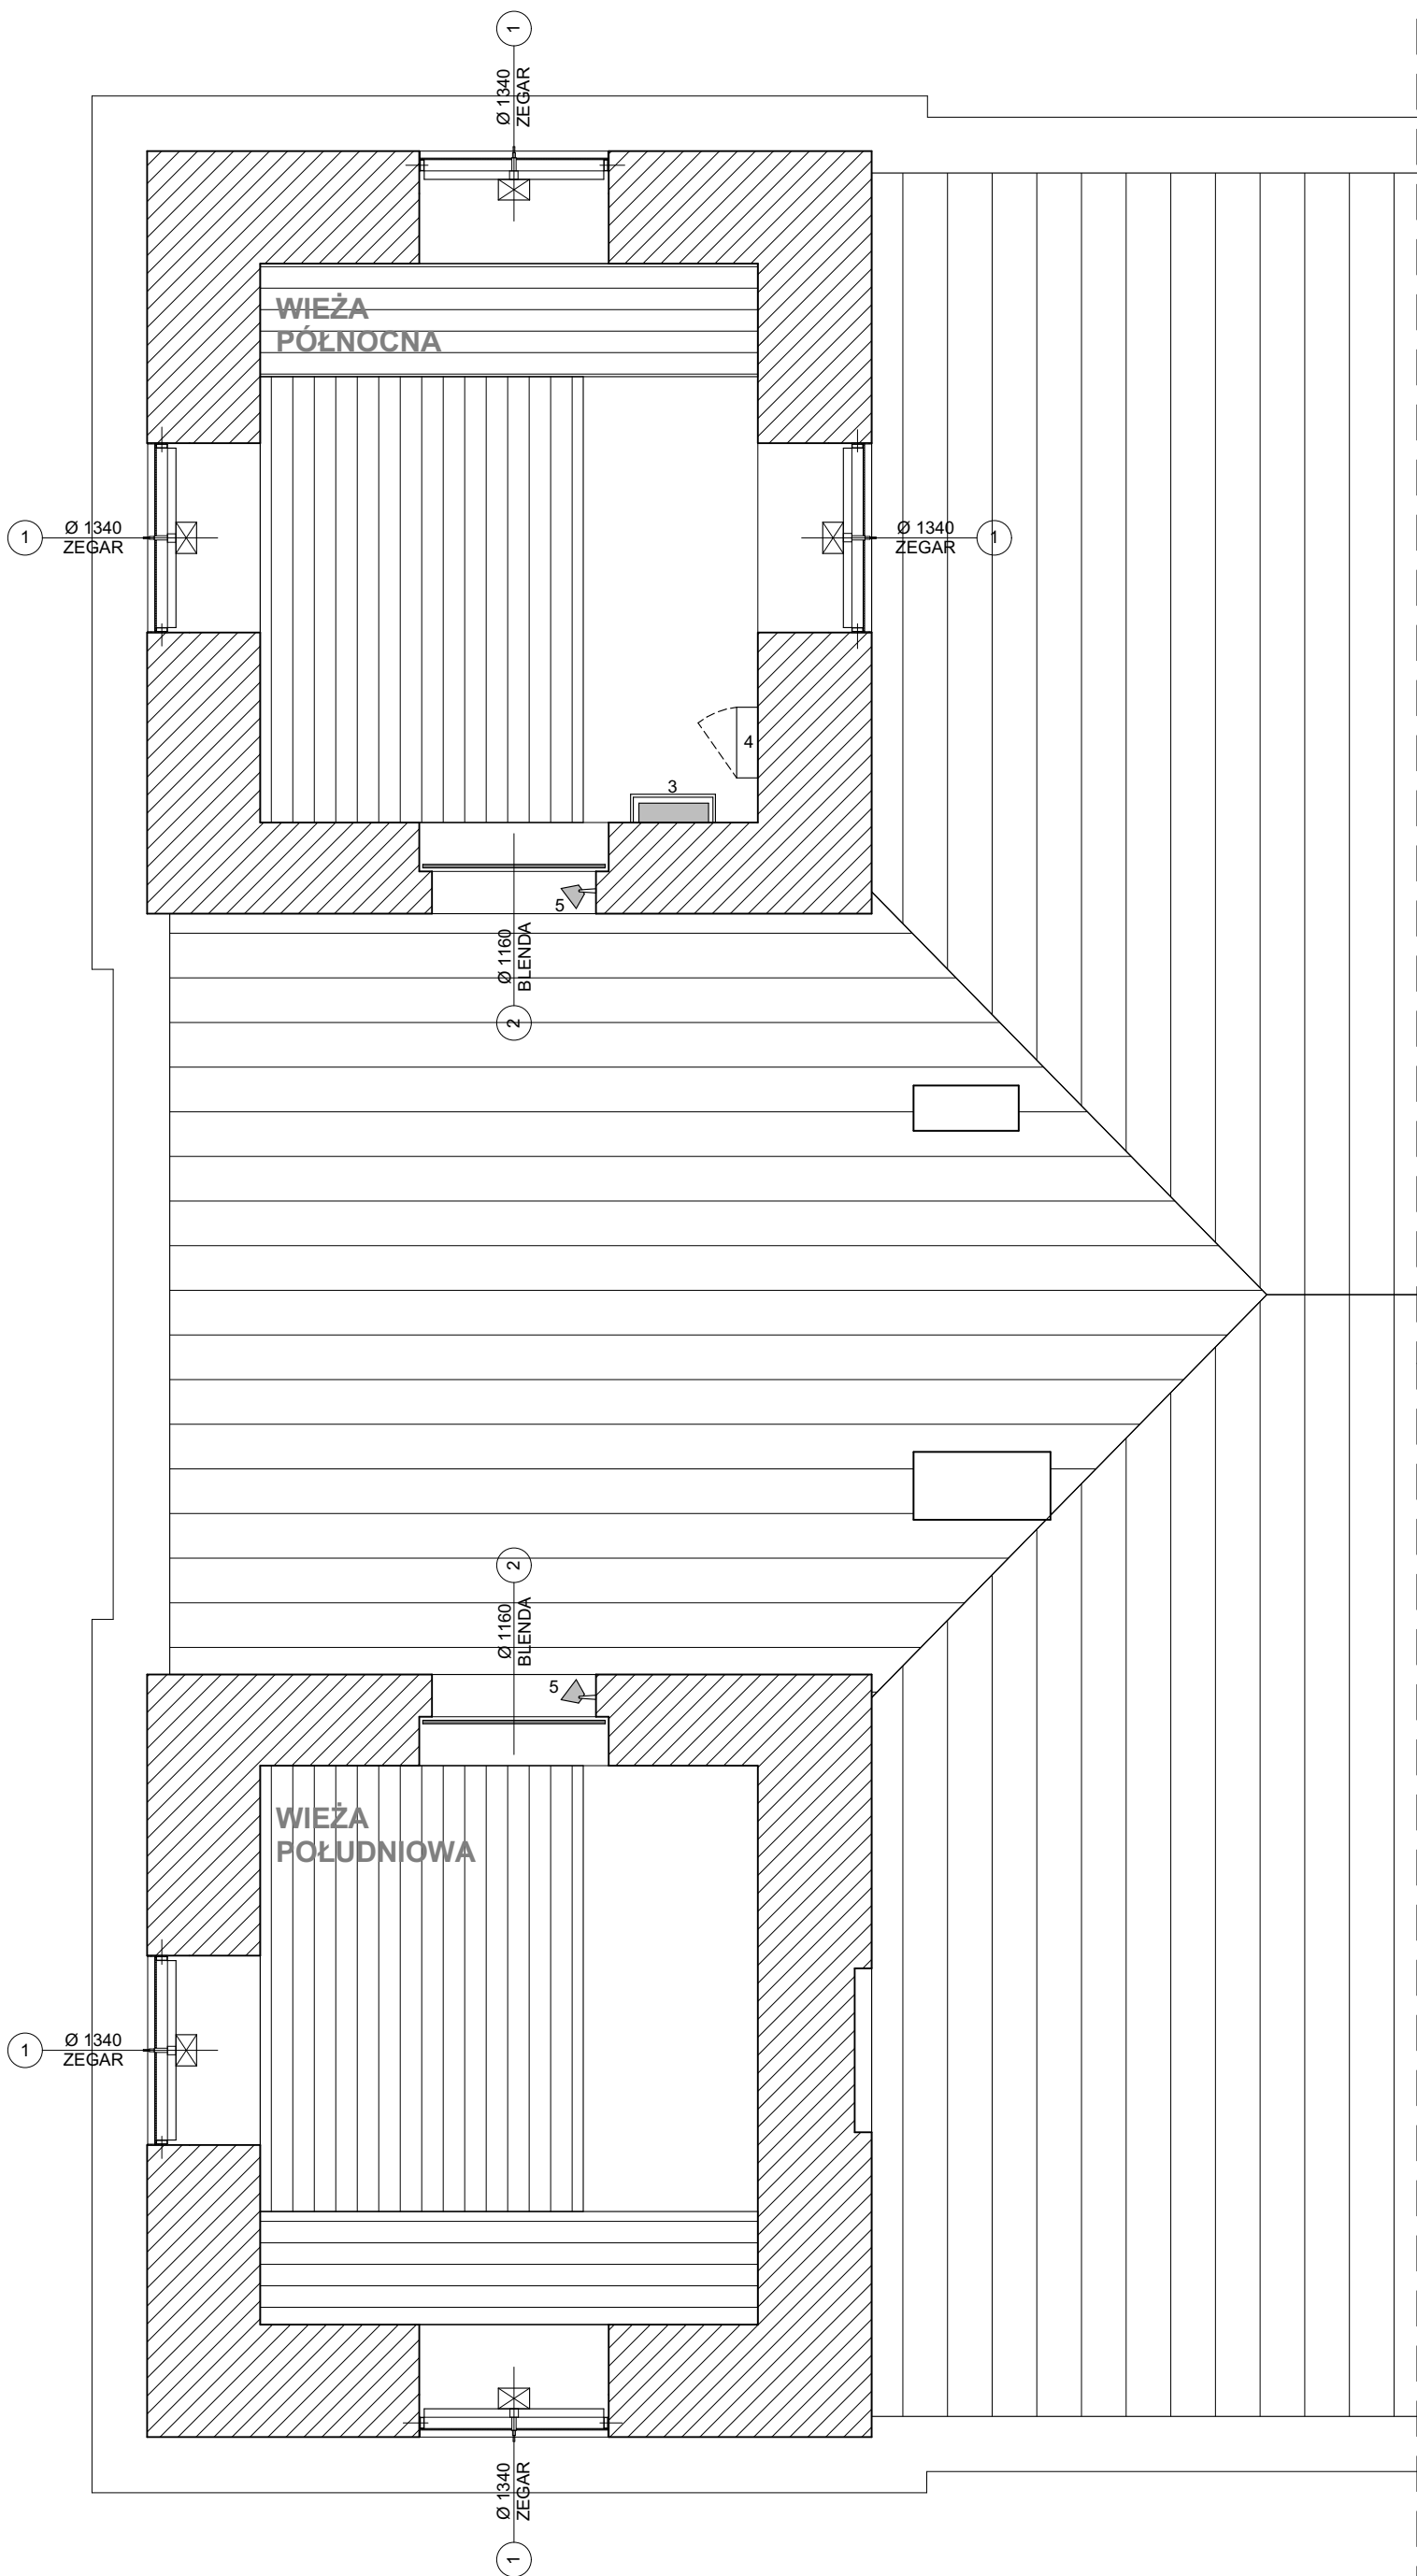 1
Ø 1340
ZEGAR
WIEŻA
PÓŁNOCNA
1
Ø 1340
ZEGAR
Ø 1340
ZEGAR
1
4
3
5
Ø 1160
BLENDA
2
2
Ø 1160
BLENDA
5
WIEŻA
POŁUDNIOWA
1
Ø 1340
ZEGAR
Ø 1340
ZEGAR
1